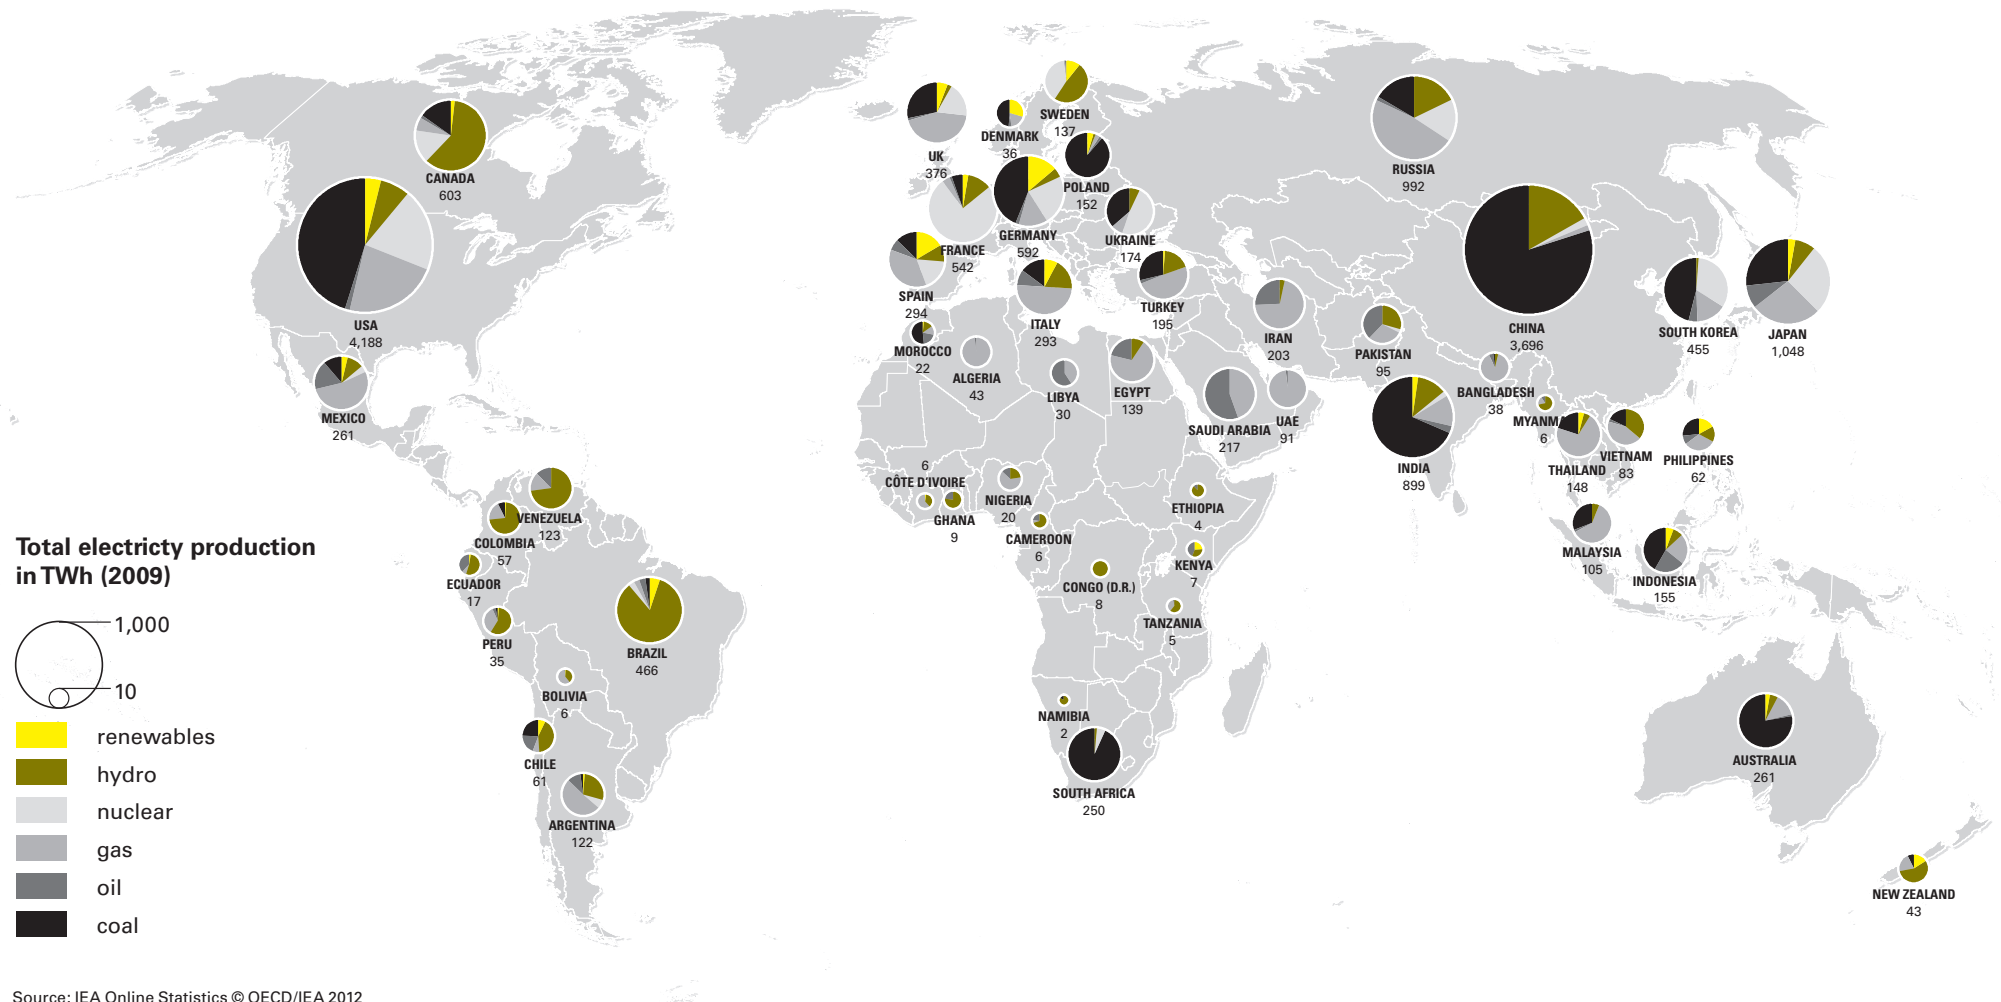 CANADA
603
USA
4,188
MEXICO
261
VENEZUELA
123
COLOMBIA
57
ECUADOR
17
PERU
35
BRAZIL
466
BOLIVIA
6
CHILE
61
ARGENTINA
122
UK
376
DENMARK
36
SWEDEN
137
POLAND
152
GERMANY
592
FRANCE
542
UKRAINE
174
SPAIN
294
ITALY
293
TURKEY
195
RUSSIA
992
CHINA
3,696
SOUTH KOREA
455
JAPAN
1,048
IRAN
203
PAKISTAN
95
BANGLADESH
38
MYANMA
6
MOROCCO
22
ALGERIA
43
LIBYA
30
EGYPT
139
SAUDI ARABIA
217
UAE
91
INDIA
899
THAILAND
148
VIETNAM
83
PHILIPPINES
62
MALAYSIA
105
INDONESIA
155
6
CÔTE D'IVOIRE
GHANA
9
NIGERIA
20
CAMEROON
6
ETHIOPIA
4
KENYA
7
CONGO (D.R.)
8
TANZANIA
5
NAMIBIA
2
SOUTH AFRICA
250
AUSTRALIA
261
NEW ZEALAND
43
Total electricty production
in TWh (2009)
1,000
10
renewables
hydro
nuclear
gas
oil
coal
Source: IEA Online Statistics © OECD/IEA 2012